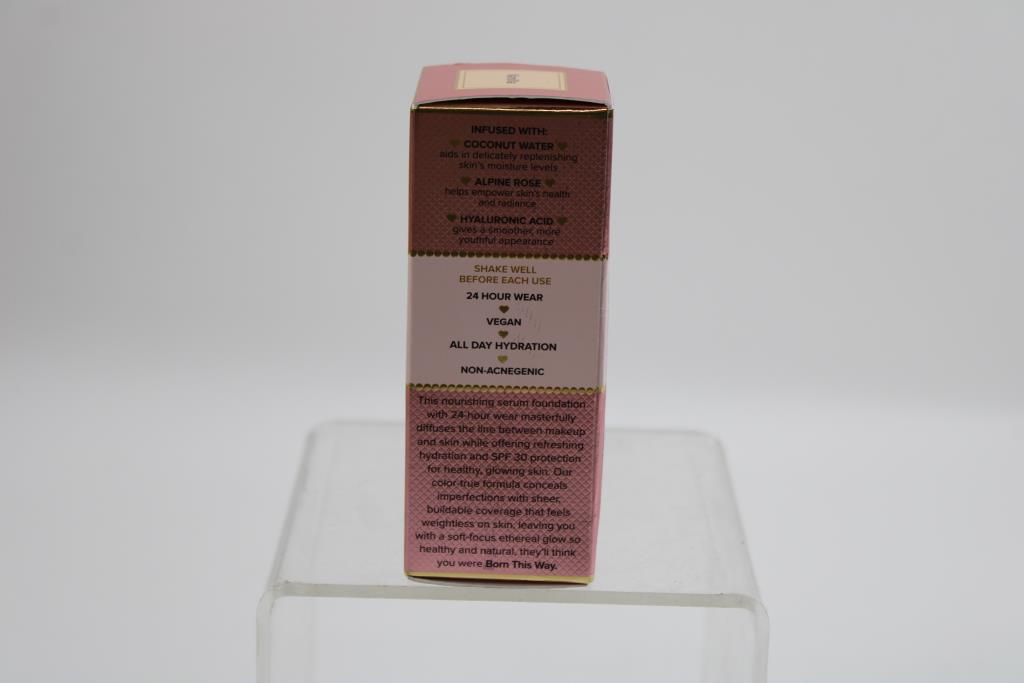 INFUSED WITH:
COCONUT WATER
aids in delicately replenishing
skin's moisture levels
ALPINE ROSE
helps empower skin's health
and radiance
HYALURONIC ACID
gives a smoother, more
youthful appearance
SHAKE WELL
BEFORE EACH USE
24 HOUR WEAR
VEGAN
ALL DAY HYDRATION
NON-ACNEGENIC
This nourishing serum foundation
with 24-hour wear masterfully
diffuses the line between makeup
and skin while offering refreshing
hydration and SPF 30 protection
for healthy, glowing skin. Our
color-true formula conceals
imperfections with sheer,
buildable coverage that feels
weightless on skin, leaving you
with a soft-focus ethereal glow so
healthy and natural, they'll think
you were Born This Way.